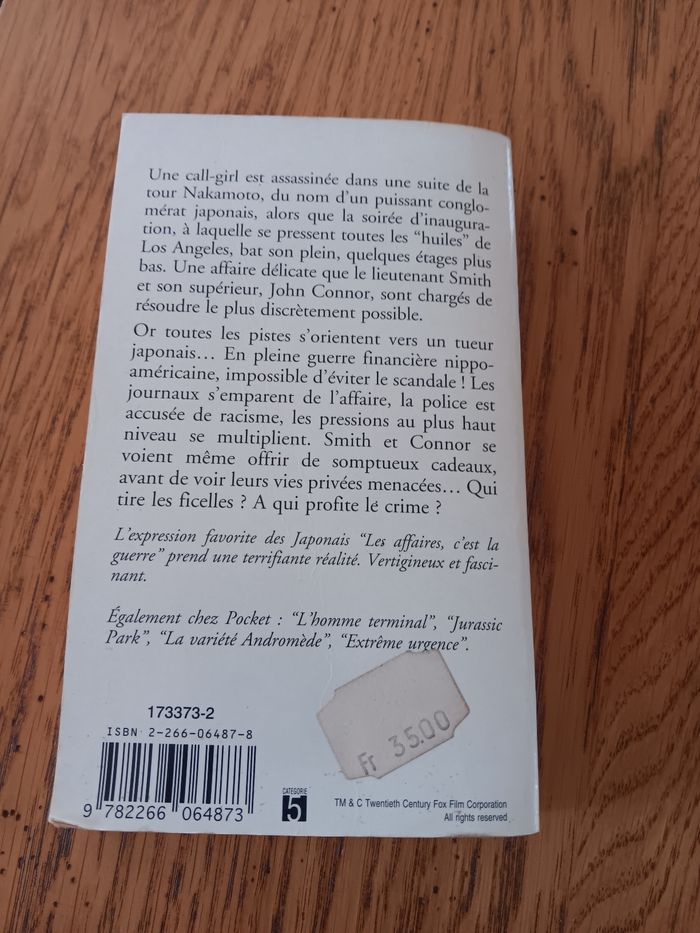 Une call-girl est assassinée dans une suite de la
tour Nakamoto, du nom d'un puissant conglo-
mérat japonais, alors que la soirée d'inaugura-
tion, à laquelle se pressent toutes les "huiles" de
Los Angeles, bat son plein, quelques étages plus
bas. Une affaire délicate que le lieutenant Smith
et son supérieur, John Connor, sont chargés de
résoudre le plus discrètement possible.
Or toutes les pistes s'orientent vers un tueur
japonais... En pleine guerre financière nippo-
américaine, impossible d'éviter le scandale ! Les
journaux s'emparent de l'affaire, la police est
accusée de racisme, les pressions au plus haut
niveau se multiplient. Smith et Connor se
voient même offrir de somptueux cadeaux,
avant de voir leurs vies privées menacées... Qui
tire les ficelles ? A qui profite le crime ?
L'expression favorite des Japonais "Les affaires, c'est la
guerre" prend une terrifiante réalité. Vertigineux et fasci-
nant.
Également chez Pocket : "L'homme terminal", "Jurassic
Park", "La variété Andromède", "Extrême urgence".
Fr 35.00
173373-2
ISBN 2-266-06487-8
9 782266 064873
CATEGORIE
5
TM & C Twentieth Century Fox Film Corporation
All rights reserved